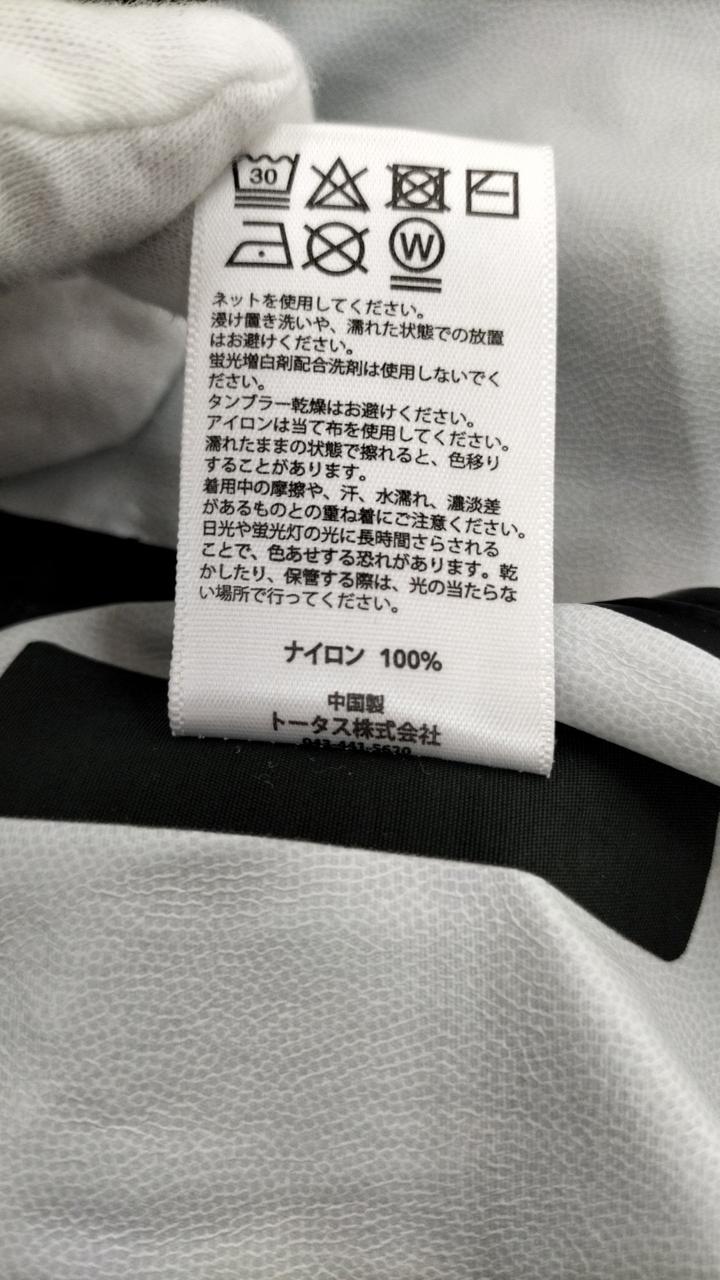 30
W
ネットを使用してください。
浸け置き洗いや、濡れた状態での放置
はお避けください。
蛍光増白剤配合洗剤は使用しないでく
ださい。
タンブラー乾燥はお避けください。
アイロンは当て布を使用してください。
濡れたままの状態で擦れると、色移り
することがあります。
着用中の摩擦や、汗、水濡れ、濃淡差
があるものとの重ね着にご注意ください。
日光や蛍光灯の光に長時間さらされる
ことで、色あせする恐れがあります。乾
かしたり、保管する際は、光の当たらな
い場所で行ってください。
ナイロン 100%
中国製
トータス株式会社
043-441-5630